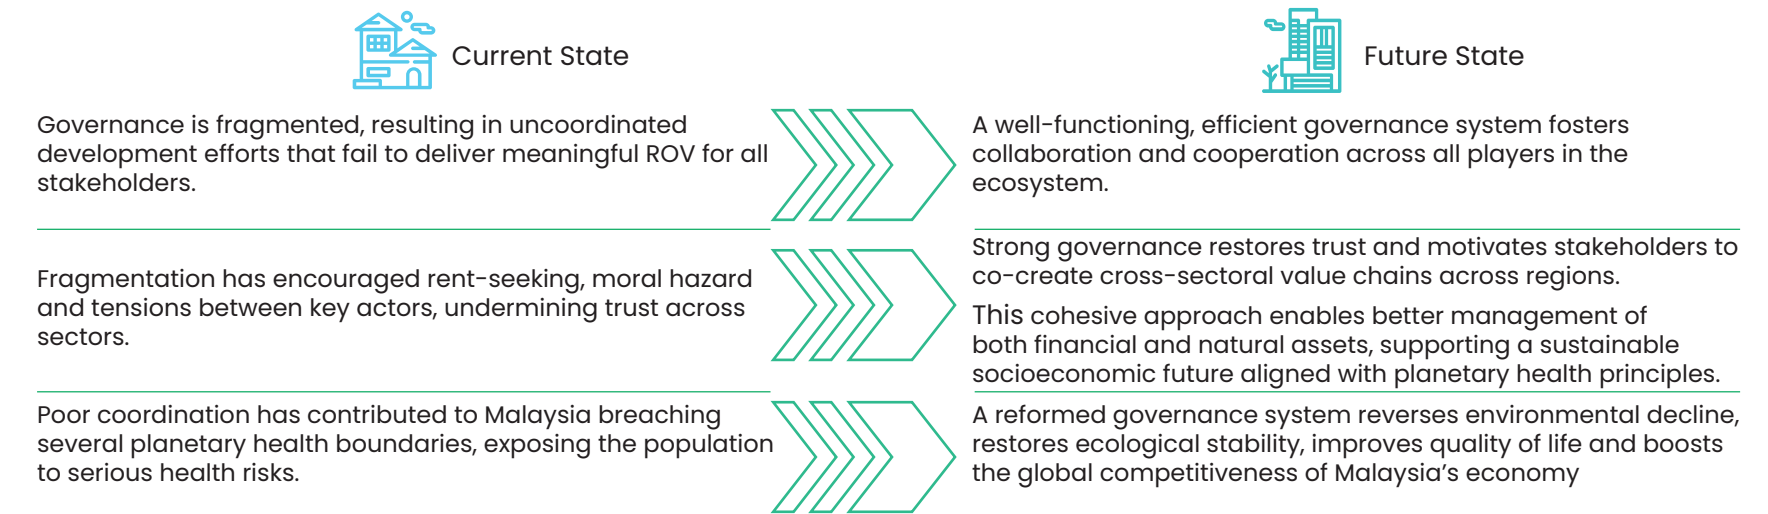 Current State
Future State
Governance is fragmented, resulting in uncoordinated
development efforts that fail to deliver meaningful ROV for all
stakeholders.
A well-functioning, efficient governance system fosters
collaboration and cooperation across all players in the
ecosystem.
Fragmentation has encouraged rent-seeking, moral hazard
and tensions between key actors, undermining trust across
sectors.
Strong governance restores trust and motivates stakeholders to
co-create cross-sectoral value chains across regions.
This cohesive approach enables better management of
both financial and natural assets, supporting a sustainable
socioeconomic future aligned with planetary health principles.
Poor coordination has contributed to Malaysia breaching
several planetary health boundaries, exposing the population
to serious health risks.
A reformed governance system reverses environmental decline,
restores ecological stability, improves quality of life and boosts
the global competitiveness of Malaysia’s economy